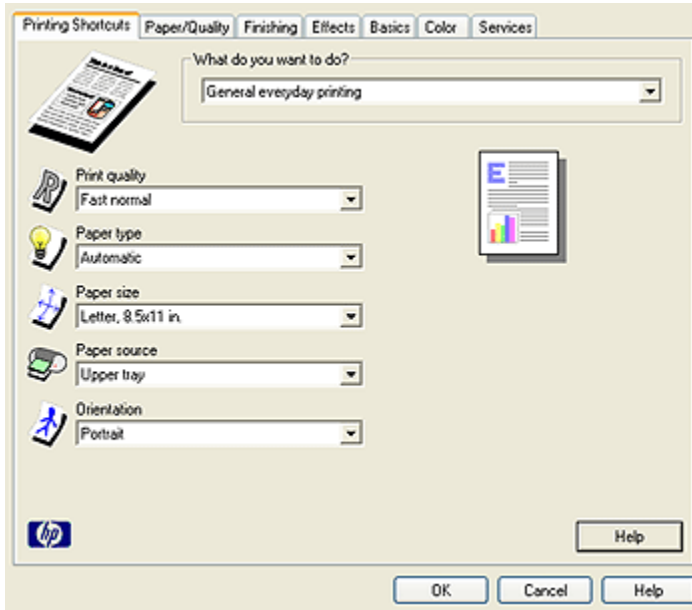 Printing Shortcuts Paper/Quality Finishing Effects Basics Color Services
What do you want to do?
General everyday printing
Print quality
Fast normal
Paper type
Automatic
Paper size
Letter, 8.5x11 in.
Paper source
Upper tray
Orientation
Portrait
E
hp
Help
OK Cancel Help